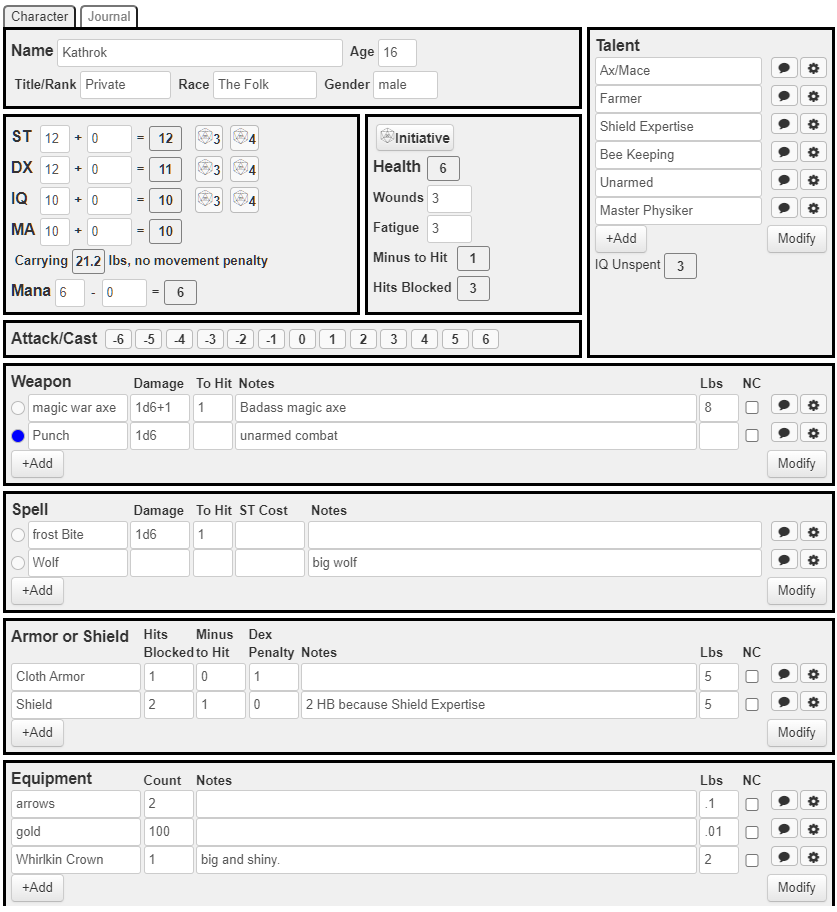 Character Journal
Name Kathrok Age 16
Title/Rank Private Race The Folk Gender male
Talent
Ax/Mace
Farmer
Shield Expertise
Bee Keeping
Unarmed
Master Physiker
+Add Modify
IQ Unspent 3
ST 12 + 0 = 12 3 4
DX 12 + 0 = 11 3 4
IQ 10 + 0 = 10 3 4
MA 10 + 0 = 10
Carrying 21.2 lbs, no movement penalty
Mana 6 - 0 = 6
Initiative
Health 6
Wounds 3
Fatigue 3
Minus to Hit 1
Hits Blocked 3
Attack/Cast -6 -5 -4 -3 -2 -1 0 1 2 3 4 5 6
Weapon Damage To Hit Notes Lbs NC
magic war axe 1d6+1 1 Badass magic axe 8
Punch 1d6 unarmed combat
+Add Modify
Spell Damage To Hit ST Cost Notes
frost Bite 1d6 1
Wolf big wolf
+Add Modify
Armor or Shield Hits Minus Dex
Blocked to Hit Penalty Notes Lbs NC
Cloth Armor 1 0 1 5
Shield 2 1 0 2 HB because Shield Expertise 5
+Add Modify
Equipment Count Notes Lbs NC
arrows 2 .1
gold 100 .01
Whirlkin Crown 1 big and shiny. 2
+Add Modify